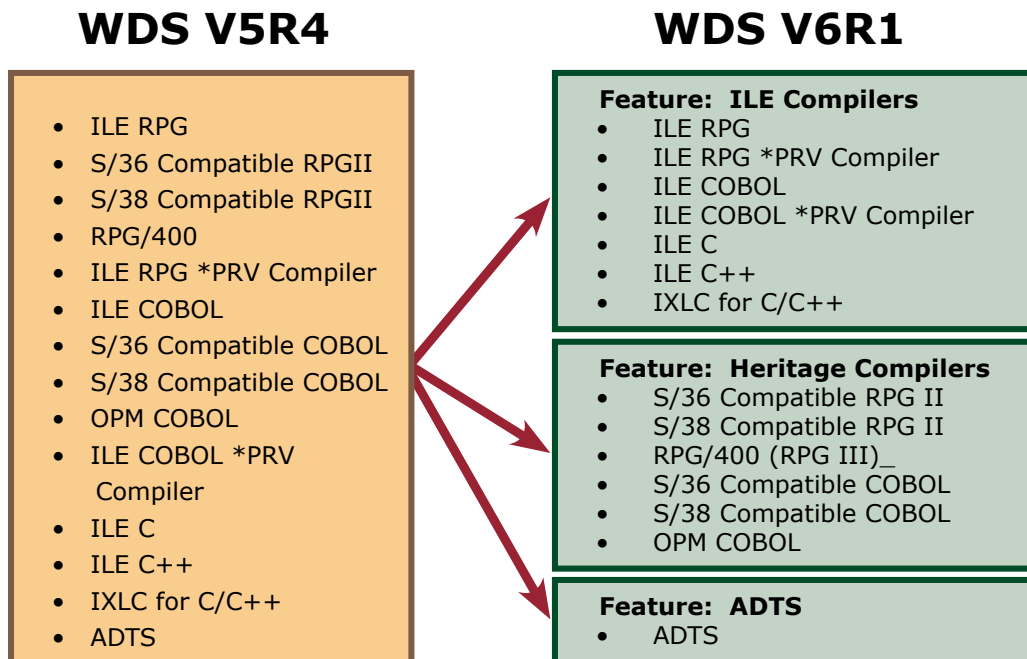 WDS V5R4
• ILE RPG
• S/36 Compatible RPGII
• S/38 Compatible RPGII
• RPG/400
• ILE RPG *PRV Compiler
• ILE COBOL
• S/36 Compatible COBOL
• S/38 Compatible COBOL
• OPM COBOL
• ILE COBOL *PRV
Compiler
• ILE C
• ILE C++
• IXLC for C/C++
• ADTS
WDS V6R1
Feature: ILE Compilers
• ILE RPG
• ILE RPG *PRV Compiler
• ILE COBOL
• ILE COBOL *PRV Compiler
• ILE C
• ILE C++
• IXLC for C/C++
Feature: Heritage Compilers
• S/36 Compatible RPG II
• S/38 Compatible RPG II
• RPG/400 (RPG III)_
• S/36 Compatible COBOL
• S/38 Compatible COBOL
• OPM COBOL
Feature: ADTS
• ADTS